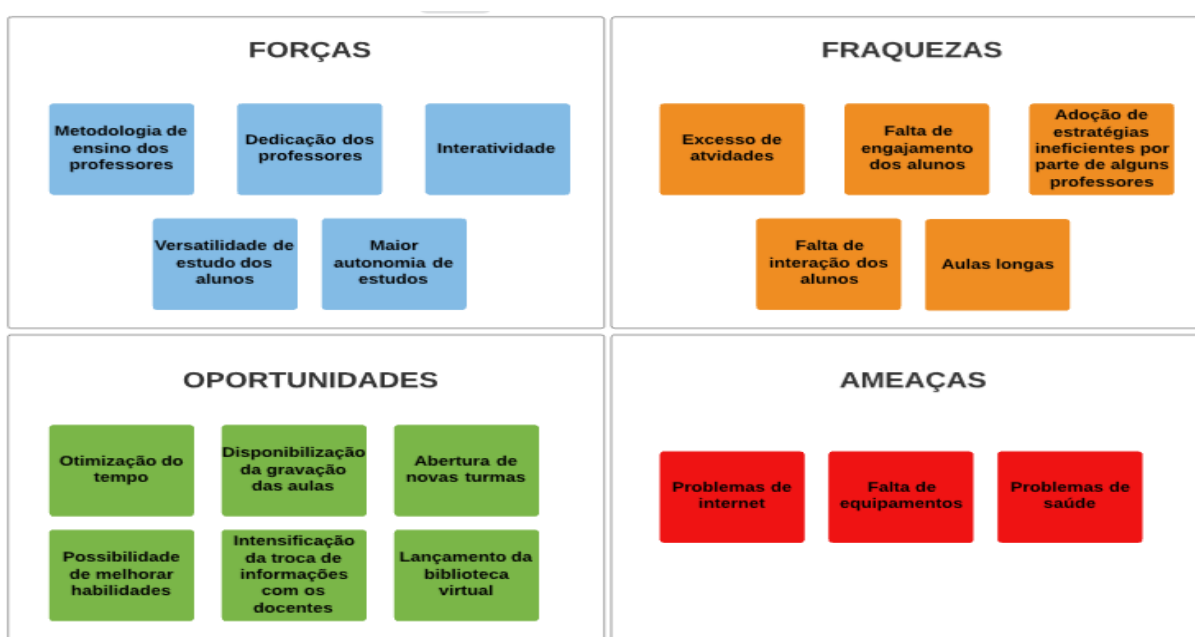 FORÇAS
Metodologia de
ensino dos
professores
Dedicação dos
professores
Interatividade
Versatilidade de
estudo dos
alunos
Maior
autonomia de
estudos
FRAQUEZAS
Excesso de
atvidades
Falta de
engajamento
dos alunos
Adoção de
estratégias
ineficientes por
parte de alguns
professores
Falta de
interação dos
alunos
Aulas longas
OPORTUNIDADES
Otimização do
tempo
Disponibilização
da gravação
das aulas
Abertura de
novas turmas
Possibilidade
de melhorar
habilidades
Intensificação
da troca de
informações
com os
docentes
Lançamento da
biblioteca
virtual
AMEAÇAS
Problemas de
internet
Falta de
equipamentos
Problemas de
saúde